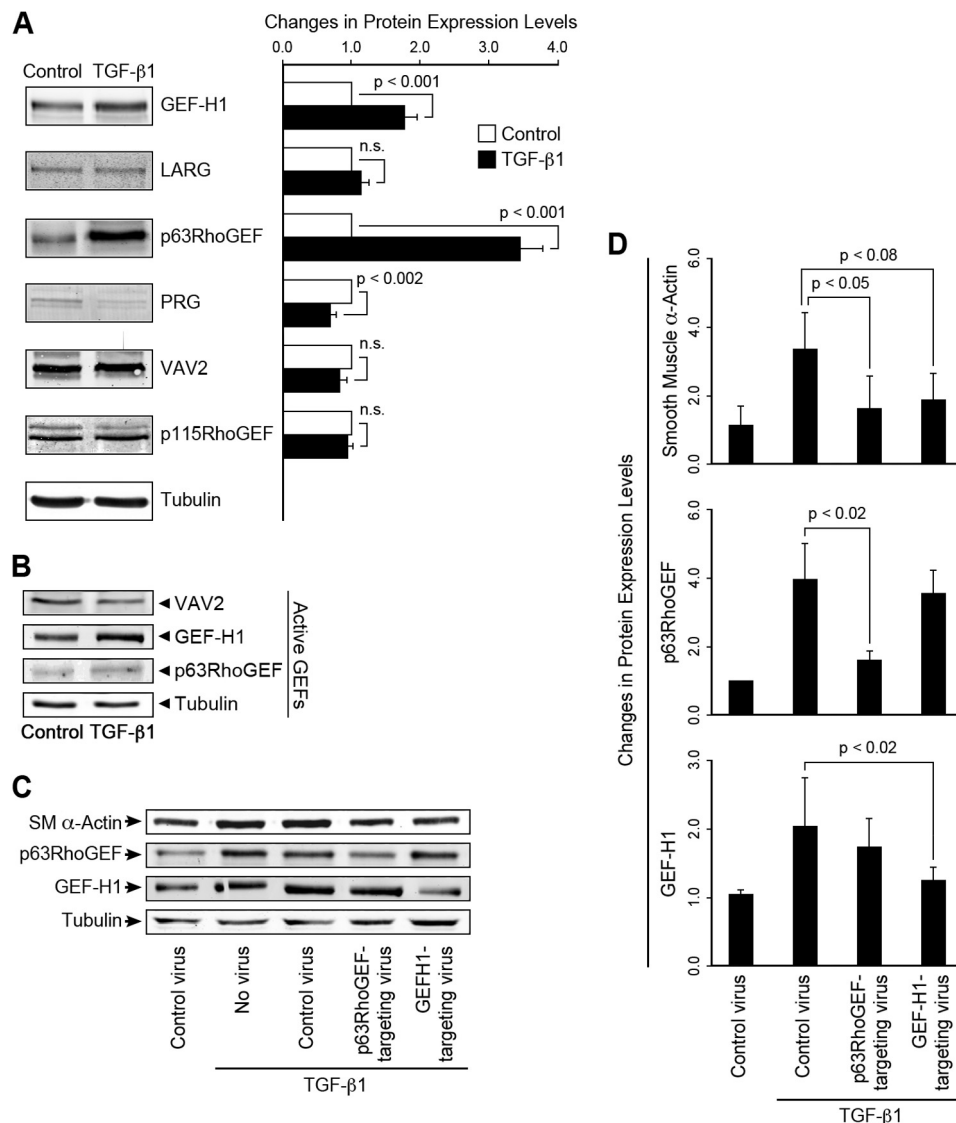 A
Changes in Protein Expression Levels
0.0 1.0 2.0 3.0 4.0
Control TGF-β1
GEF-H1
p < 0.001
Control
TGF-β1
LARG
n.s.
p63RhoGEF
p < 0.001
PRG
p < 0.002
VAV2
n.s.
p115RhoGEF
n.s.
Tubulin
B
VAV2
GEF-H1
p63RhoGEF
Tubulin
Control TGF-β1
Active GEFs
C
SM α-Actin
p63RhoGEF
GEF-H1
Tubulin
Control virus
No virus
Control virus
p63RhoGEF-
targeting virus
GEFH1-
targeting virus
TGF-β1
D
Changes in Protein Expression Levels
Smooth Muscle α-Actin
6.0
4.0
2.0
0.0
p < 0.08
p < 0.05
p63RhoGEF
6.0
4.0
2.0
0.0
p < 0.02
GEF-H1
3.0
2.0
1.0
0.0
p < 0.02
Control virus
Control virus
p63RhoGEF-
targeting virus
GEF-H1-
targeting virus
TGF-β1